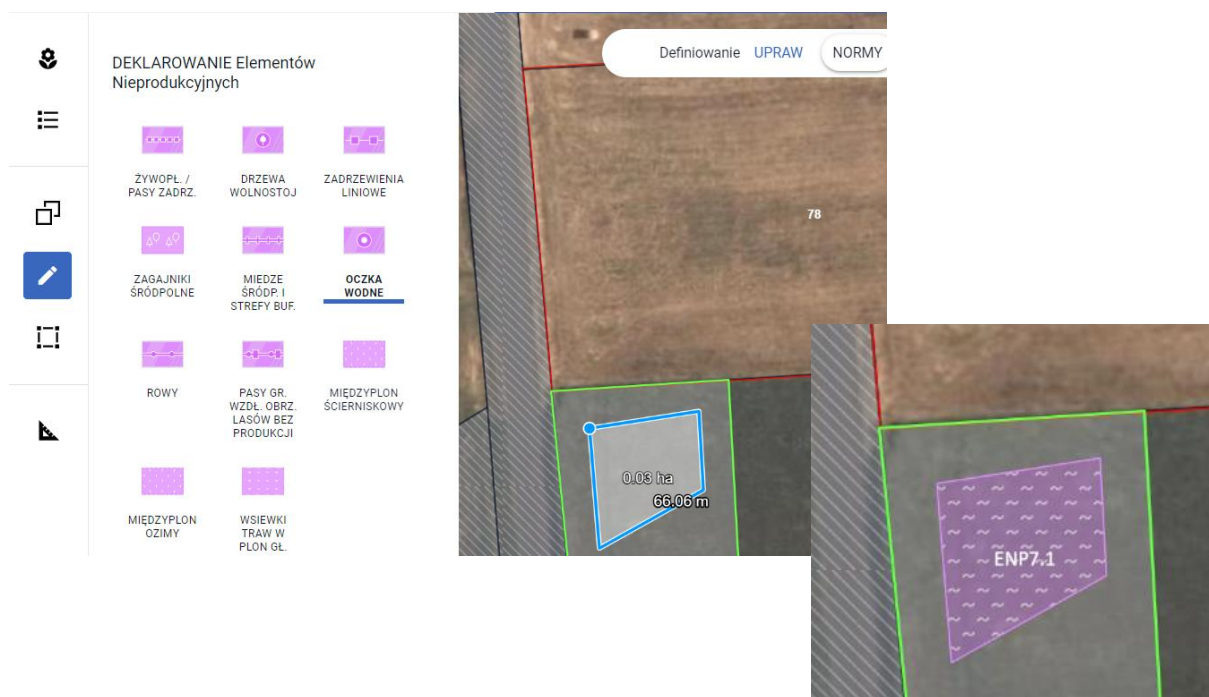 DEKLAROWANIE Elementów
Nieprodukcyjnych
ŻYWOPŁ. /
PASY ZADRZ.
DRZEWA
WOLNOSTOJ
ZADRZEWIENIA
LINIOWE
ZAGAJNIKI
ŚRÓDPOLNE
MIEDZE
ŚRÓDP. I
STREFY BUF.
OCZKA
WODNE
ROWY
PASY GR.
WZDŁ. OBRZ.
LASÓW BEZ
PRODUKCJI
MIĘDZYPLON
ŚCIERNISKOWY
MIĘDZYPLON
OZIMY
WSIEWKI
TRAW W
PLON GŁ.
Definiowanie UPRAW NORMY
78
0.03 ha
66.06 m
ENP7.1